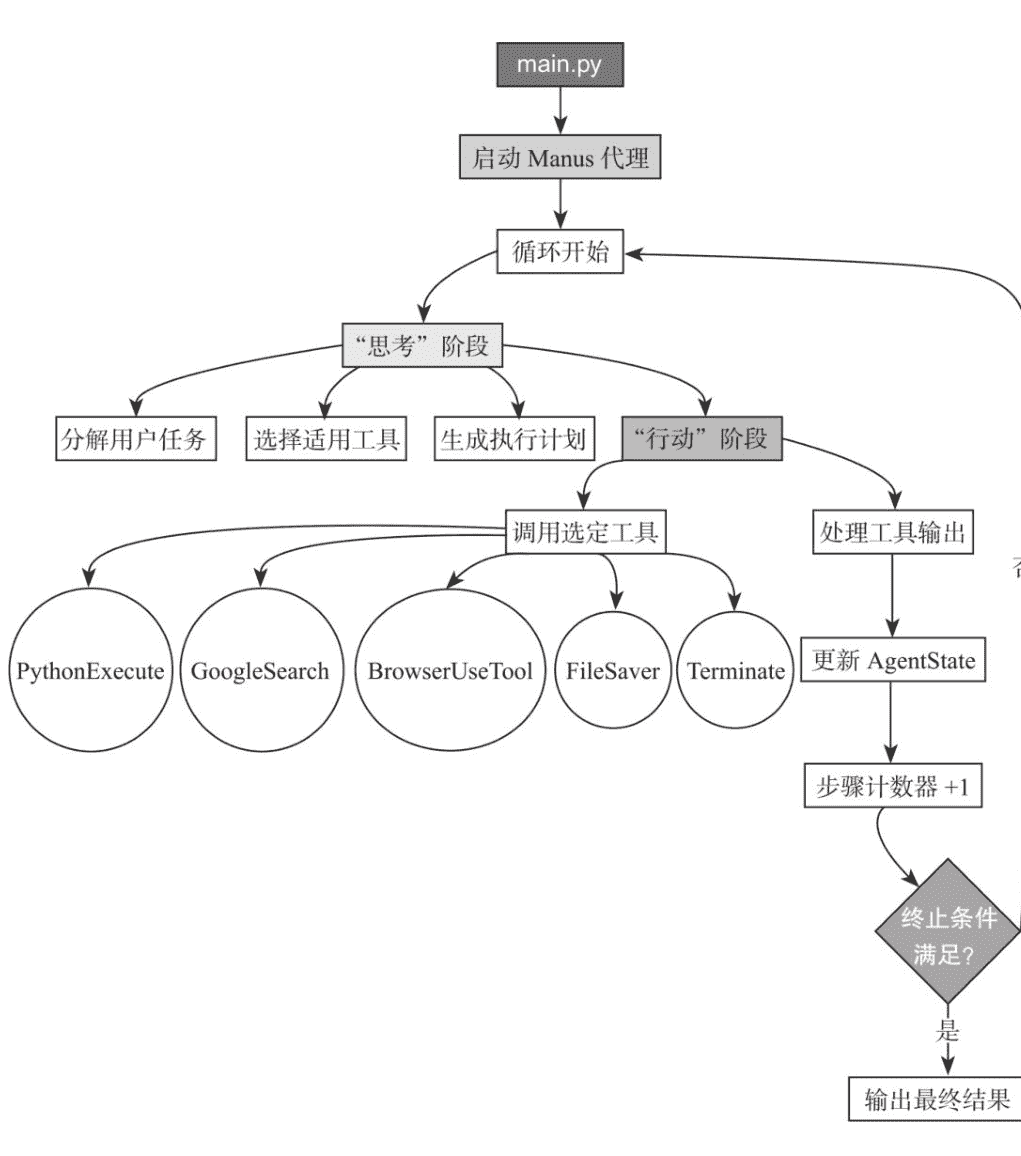 main.py
启动 Manus 代理
循环开始
“思考”阶段
分解用户任务
选择适用工具
生成执行计划
“行动”阶段
调用选定工具
处理工具输出
PythonExecute
GoogleSearch
BrowserUseTool
FileSaver
Terminate
更新 AgentState
步骤计数器 +1
终止条件
满足?
是
输出最终结果